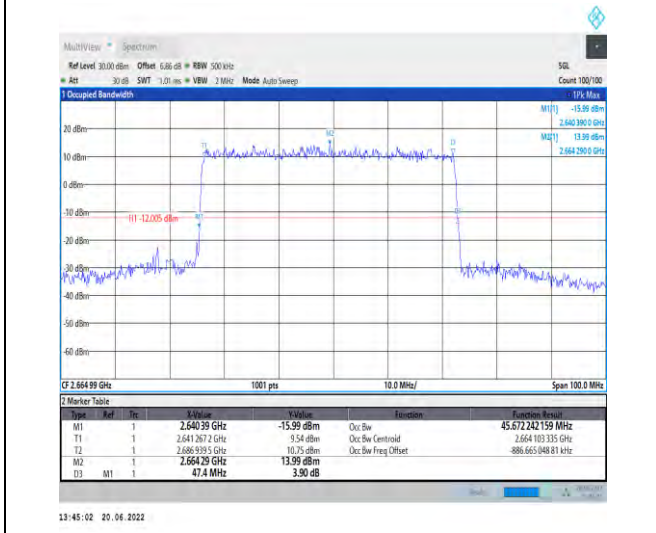 MultiView Spectrum
Ref Level 30.00 dBm Offset 6.86 dB RBW 500 kHz SGL
Att 30 dB SWT 1.01 ms VBW 2 MHz Mode Auto Sweep Count 100/100
1 Occupied Bandwidth 1Pk Max
M1[1] -15.99 dBm
2.640 390 0 GHz
M2[1] 13.99 dBm
2.664 290 0 GHz
20 dBm
T1
M2
10 dBm
0 dBm
-10 dBm
H1 -12.005 dBm
-20 dBm
-30 dBm
-40 dBm
-50 dBm
-60 dBm
CF 2.664 99 GHz 1001 pts 10.0 MHz/ Span 100.0 MHz
2 Marker Table
Type Ref Trc X-Value Y-Value Function Function Result
M1 1 2.640 39 GHz -15.99 dBm Occ Bw 45.672 242 159 MHz
T1 1 2.641 267 2 GHz 9.54 dBm Occ Bw Centroid 2.664 103 335 GHz
T2 1 2.686 939 5 GHz 10.75 dBm Occ Bw Freq Offset -886.665 048 81 kHz
M2 1 2.664 29 GHz 13.99 dBm
D3 M1 1 47.4 MHz 3.90 dB
13:45:02 20.06.2022